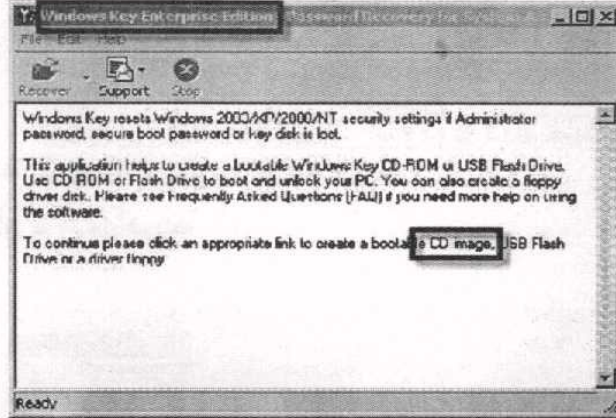 Windows Key Enterprise Edition - Password Recovery for System A
File Edit Help
Recover Support Stop
Windows Key resets Windows 2003/XP/2000/NT security settings if Administrator
password, secure boot password or key disk is lost.
This application helps to create a bootable Windows Key CD-ROM or USB Flash Drive.
Use CD ROM or Flash Drive to boot and unlock your PC. You can also create a floppy
driver disk. Please see Frequently Asked Questions (FAQ) if you need more help on using
the software.
To continue please click an appropriate link to create a bootable CD image, USB Flash
Drive or a driver floppy.
Ready